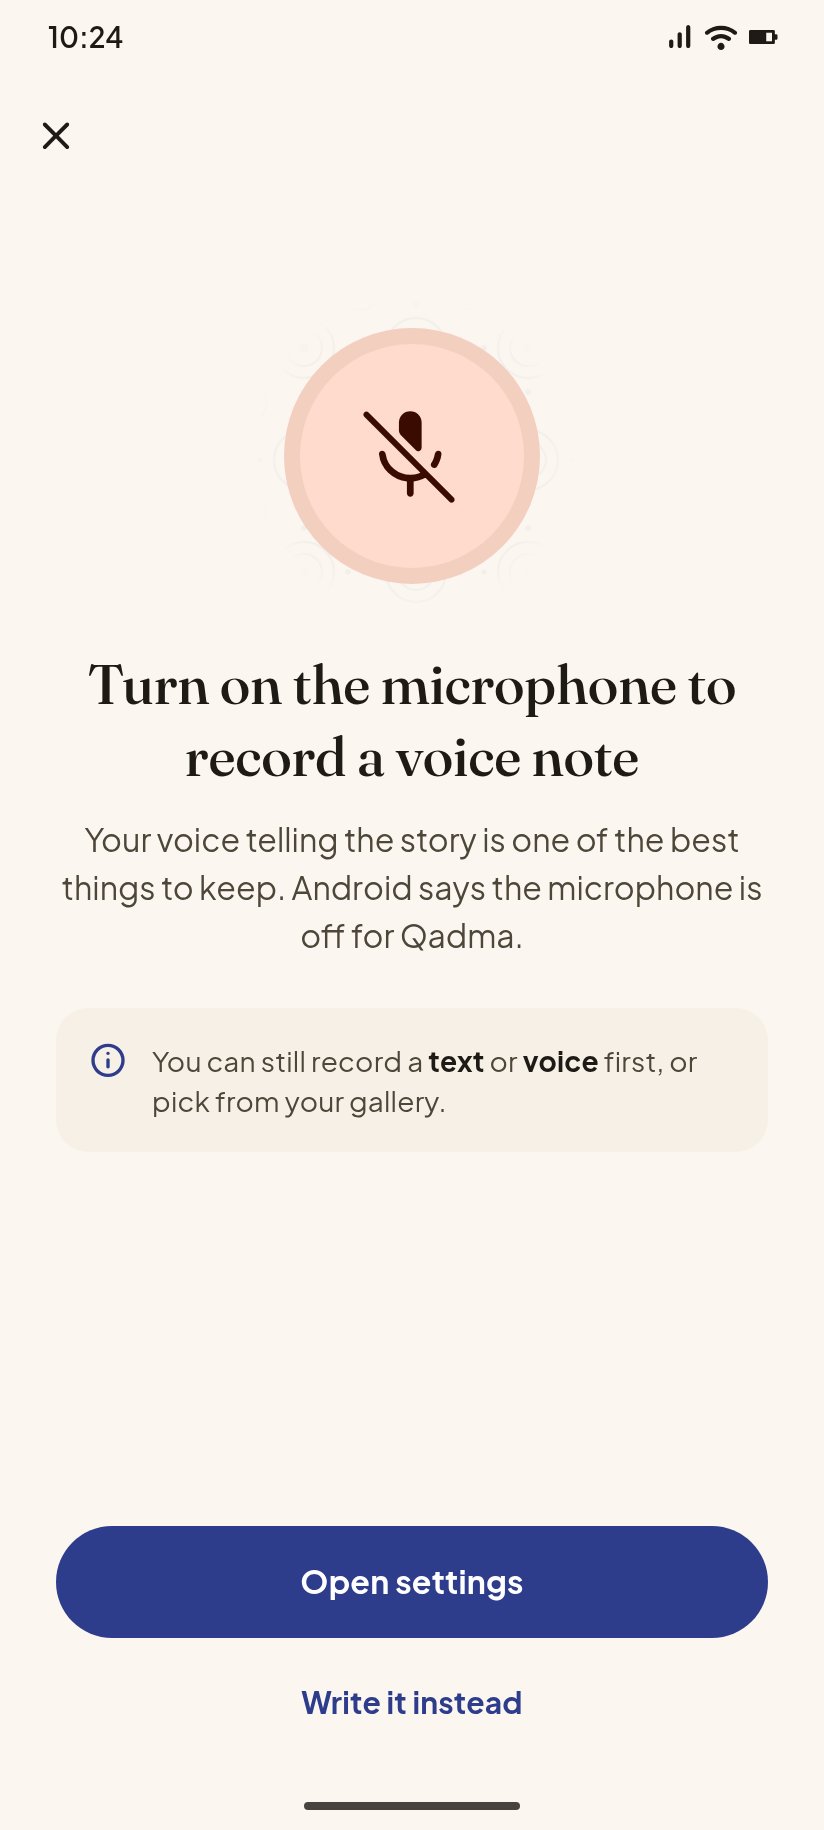 10:24
Turn on the microphone to
record a voice note
Your voice telling the story is one of the best
things to keep. Android says the microphone is
off for Qadma.
You can still record a text or voice first, or
pick from your gallery.
Open settings
Write it instead